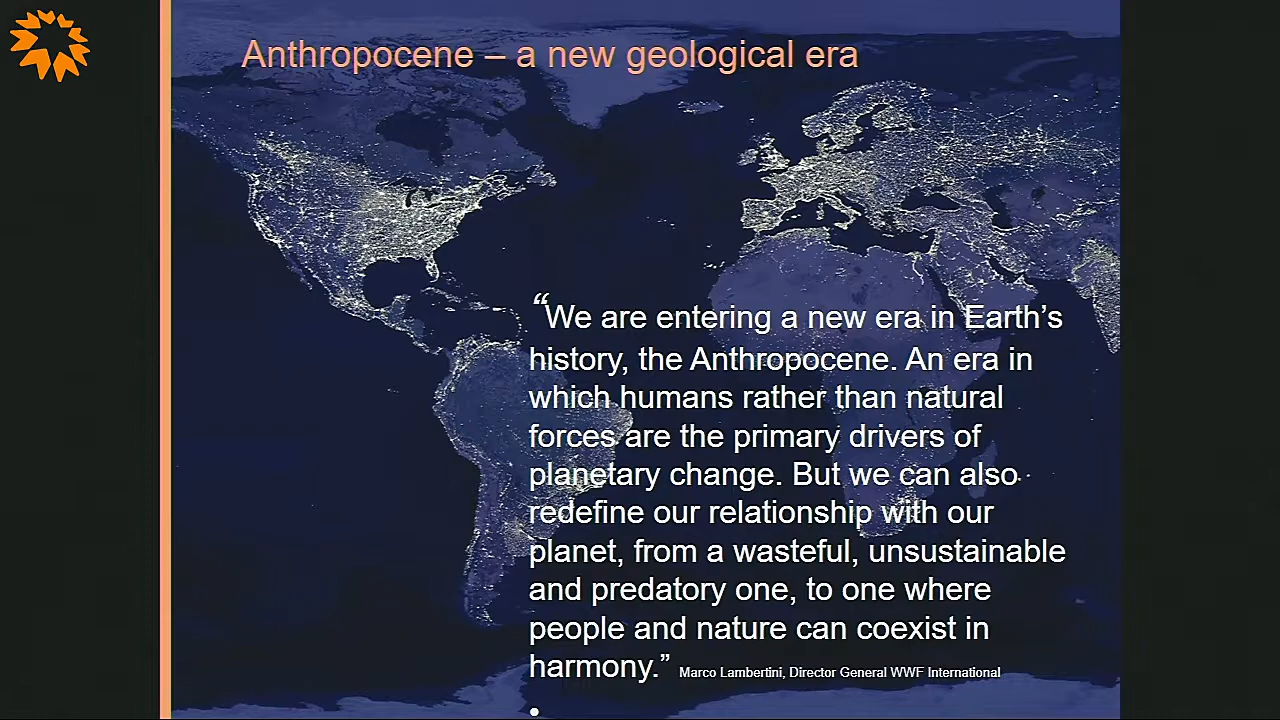 Anthropocene – a new geological era
“We are entering a new era in Earth’s
history, the Anthropocene. An era in
which humans rather than natural
forces are the primary drivers of
planetary change. But we can also
redefine our relationship with our
planet, from a wasteful, unsustainable
and predatory one, to one where
people and nature can coexist in
harmony.” Marco Lambertini, Director General WWF International
•